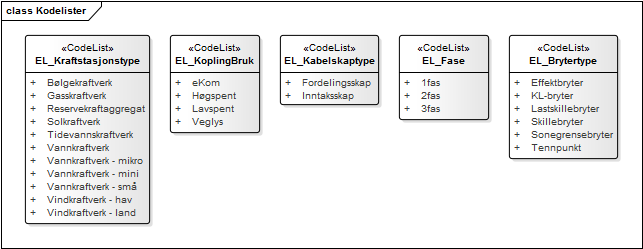 class Kodelister
«CodeList»
EL_Kraftstasjonstype
+ Bølgekraftverk
+ Gasskraftverk
+ Reservekraftaggregat
+ Solkraftverk
+ Tidevannskraftverk
+ Vannkraftverk
+ Vannkraftverk - mikro
+ Vannkraftverk - mini
+ Vannkraftverk - små
+ Vindkraftverk - hav
+ Vindkraftverk - land
«CodeList»
EL_KoplingBruk
+ eKom
+ Høgspent
+ Lavspent
+ Veglys
«CodeList»
EL_Kabelskaptype
+ Fordelingsskap
+ Inntaksskap
«CodeList»
EL_Fase
+ 1fas
+ 2fas
+ 3fas
«CodeList»
EL_Brytertype
+ Effektbryter
+ KL-bryter
+ Lastskillebryter
+ Skillebryter
+ Sonegrensebryter
+ Tennpunkt